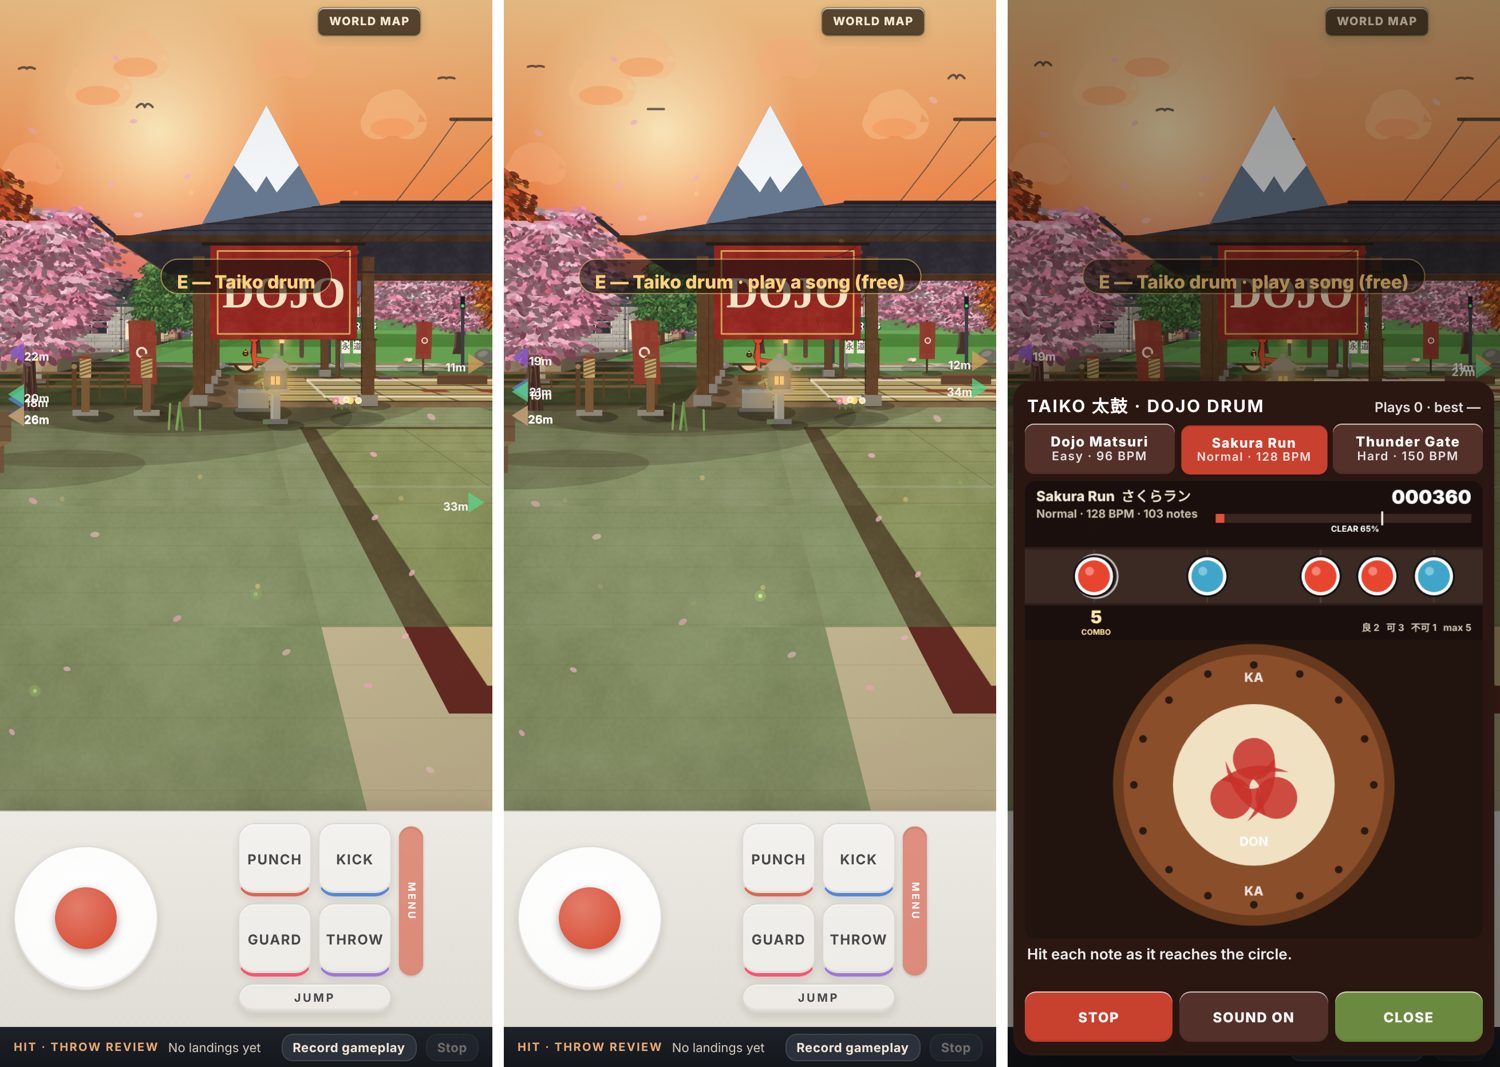 WORLD MAP
E — Taiko drum
DOJO
22m
11m
20m
18m
26m
33m
PUNCH
KICK
GUARD
THROW
MENU
JUMP
HIT · THROW REVIEW
No landings yet
Record gameplay
Stop
WORLD MAP
E — Taiko drum · play a song (free)
DOJO
19m
12m
34m
26m
PUNCH
KICK
GUARD
THROW
MENU
JUMP
HIT · THROW REVIEW
No landings yet
Record gameplay
Stop
WORLD MAP
E — Taiko drum · play a song (free)
DOJO
19m
TAIKO 太鼓 · DOJO DRUM
Plays 0 · best —
Dojo Matsuri
Easy · 96 BPM
Sakura Run
Normal · 128 BPM
Thunder Gate
Hard · 150 BPM
Sakura Run さくらラン
000360
Normal · 128 BPM · 103 notes
CLEAR 65%
5
COMBO
良 2 可 3 不可 1 max 5
KA
DON
KA
Hit each note as it reaches the circle.
STOP
SOUND ON
CLOSE